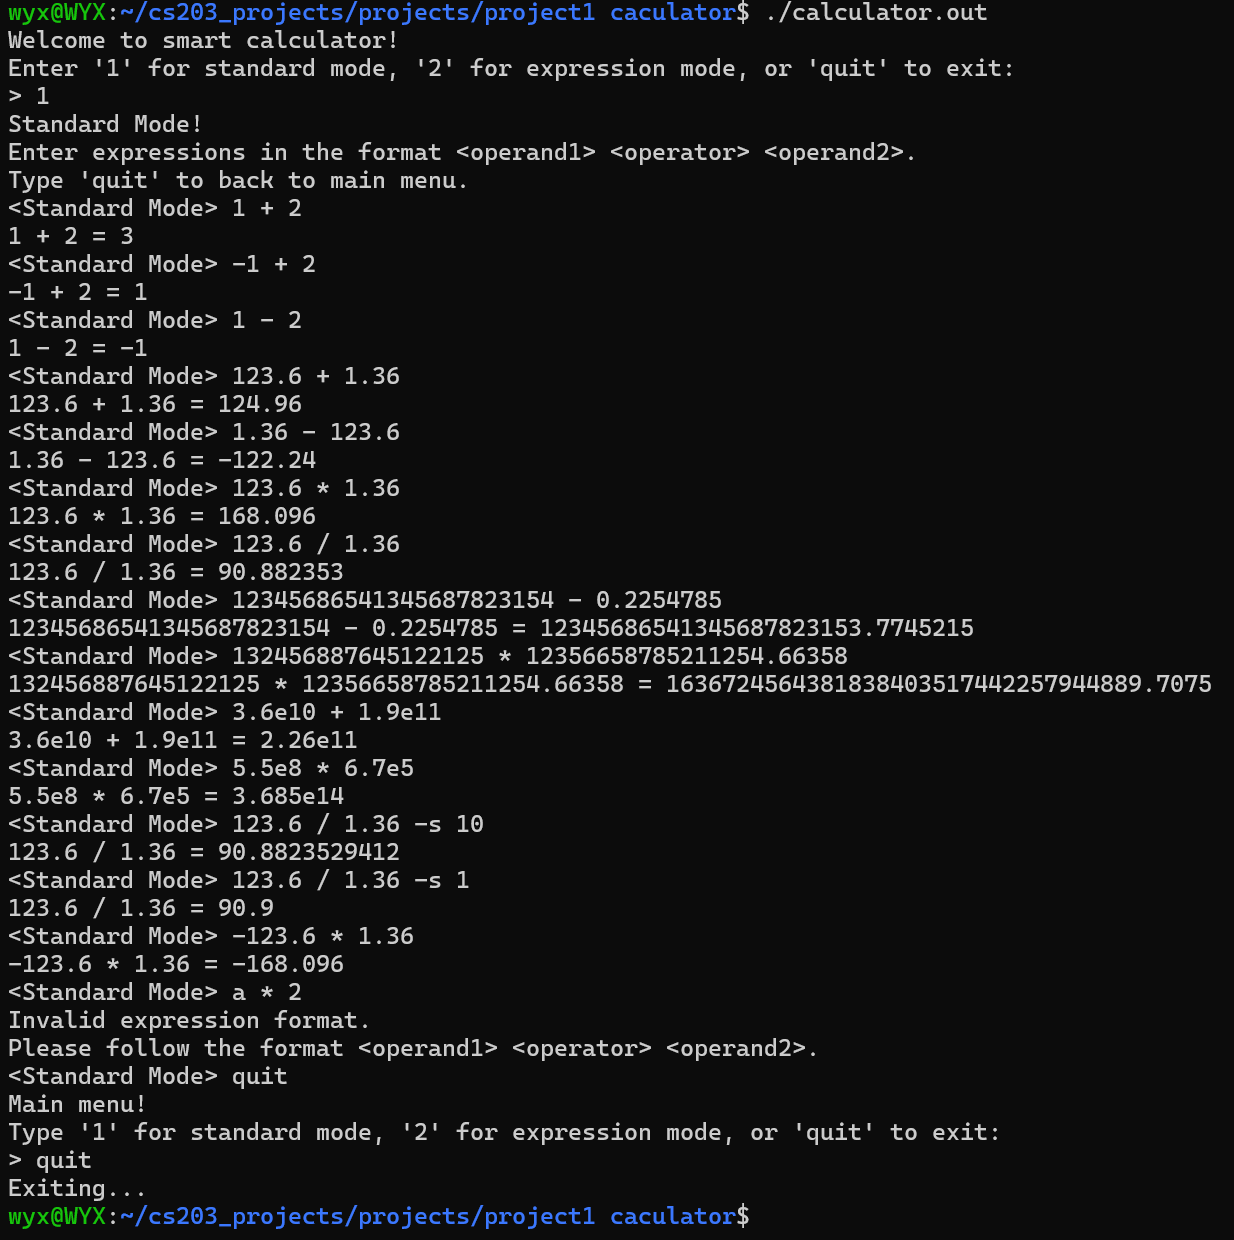 wyx@WYX:~/cs203_projects/projects/project1 caculator$ ./calculator.out
Welcome to smart calculator!
Enter '1' for standard mode, '2' for expression mode, or 'quit' to exit:
> 1
Standard Mode!
Enter expressions in the format <operand1> <operator> <operand2>.
Type 'quit' to back to main menu.
<Standard Mode> 1 + 2
1 + 2 = 3
<Standard Mode> -1 + 2
-1 + 2 = 1
<Standard Mode> 1 - 2
1 - 2 = -1
<Standard Mode> 123.6 + 1.36
123.6 + 1.36 = 124.96
<Standard Mode> 1.36 - 123.6
1.36 - 123.6 = -122.24
<Standard Mode> 123.6 * 1.36
123.6 * 1.36 = 168.096
<Standard Mode> 123.6 / 1.36
123.6 / 1.36 = 90.882353
<Standard Mode> 12345686541345687823154 - 0.2254785
12345686541345687823154 - 0.2254785 = 12345686541345687823153.7745215
<Standard Mode> 132456887645122125 * 12356658785211254.66358
132456887645122125 * 12356658785211254.66358 = 1636724564381838403517442257944889.7075
<Standard Mode> 3.6e10 + 1.9e11
3.6e10 + 1.9e11 = 2.26e11
<Standard Mode> 5.5e8 * 6.7e5
5.5e8 * 6.7e5 = 3.685e14
<Standard Mode> 123.6 / 1.36 -s 10
123.6 / 1.36 = 90.8823529412
<Standard Mode> 123.6 / 1.36 -s 1
123.6 / 1.36 = 90.9
<Standard Mode> -123.6 * 1.36
-123.6 * 1.36 = -168.096
<Standard Mode> a * 2
Invalid expression format.
Please follow the format <operand1> <operator> <operand2>.
<Standard Mode> quit
Main menu!
Type '1' for standard mode, '2' for expression mode, or 'quit' to exit:
> quit
Exiting...
wyx@WYX:~/cs203_projects/projects/project1 caculator$